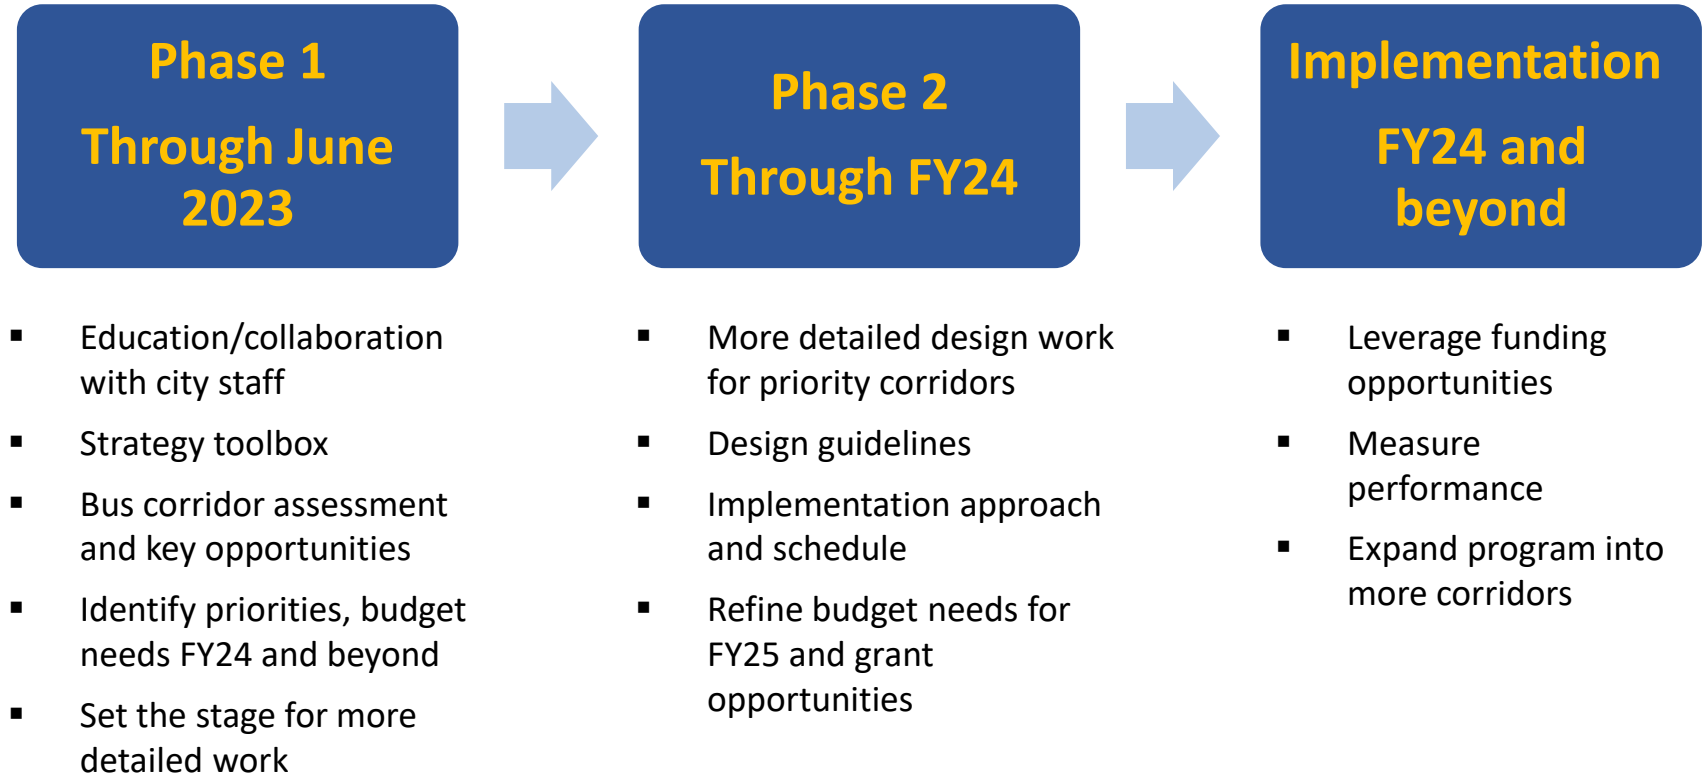 Phase 1
Through June
2023
Phase 2
Through FY24
Implementation
FY24 and
beyond
▪ Education/collaboration
with city staff
▪ Strategy toolbox
▪ Bus corridor assessment
and key opportunities
▪ Identify priorities, budget
needs FY24 and beyond
▪ Set the stage for more
detailed work
▪ More detailed design work
for priority corridors
▪ Design guidelines
▪ Implementation approach
and schedule
▪ Refine budget needs for
FY25 and grant
opportunities
▪ Leverage funding
opportunities
▪ Measure
performance
▪ Expand program into
more corridors